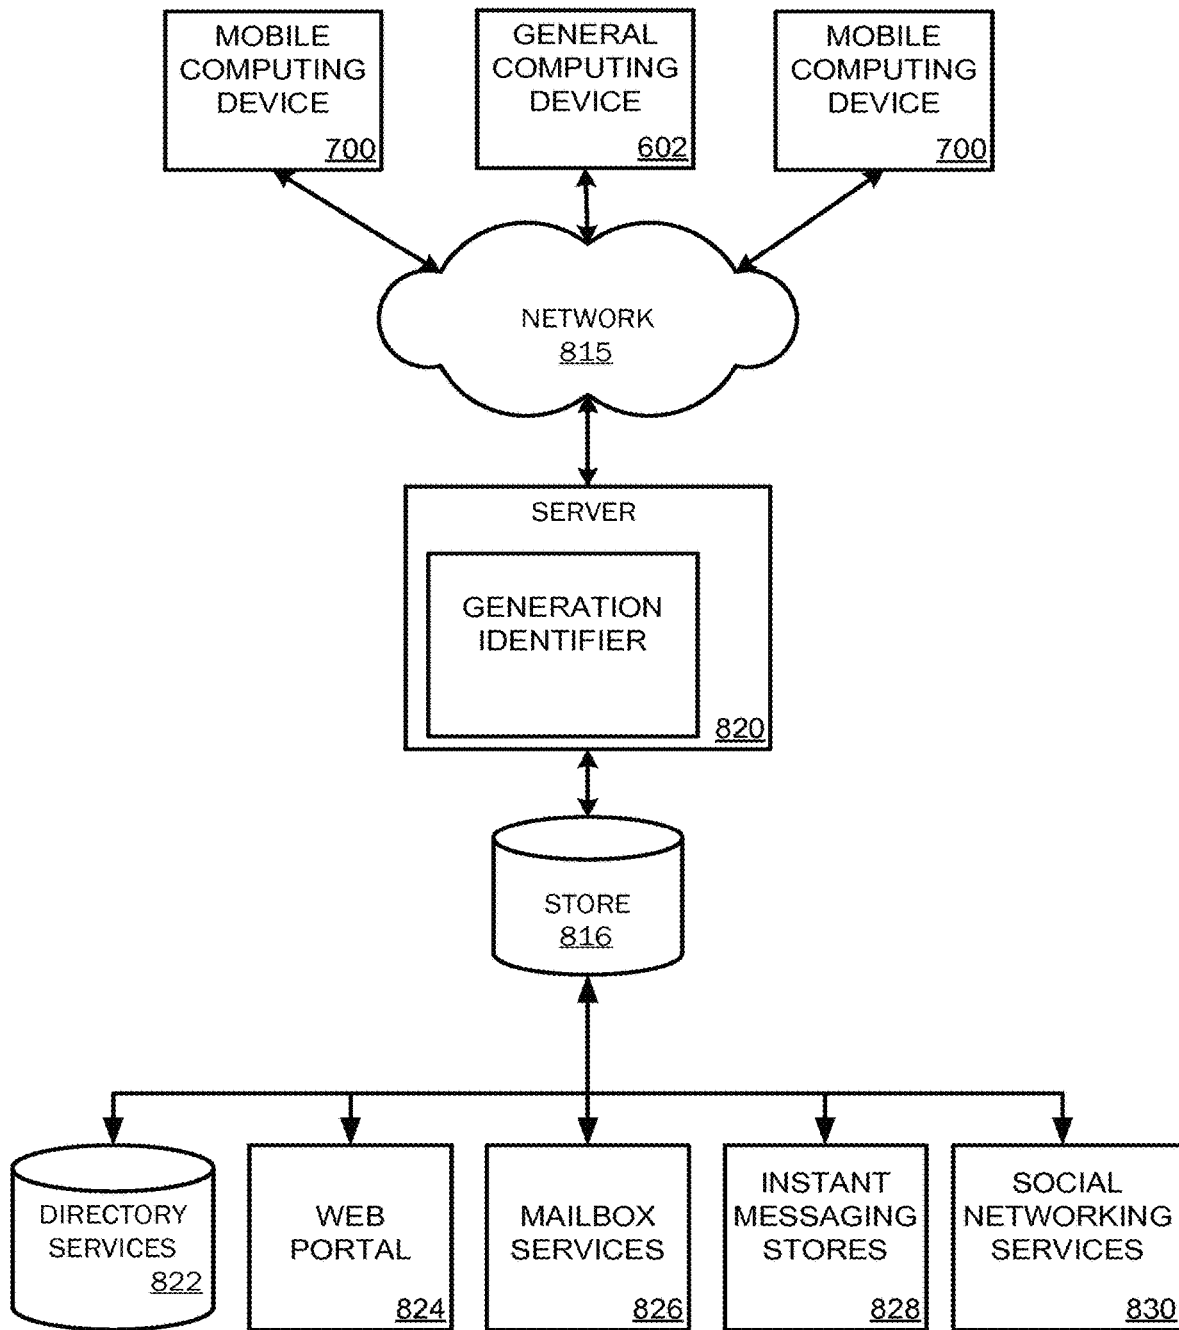 MOBILE
COMPUTING
DEVICE
700
GENERAL
COMPUTING
DEVICE
602
MOBILE
COMPUTING
DEVICE
700
NETWORK
815
SERVER
GENERATION
IDENTIFIER
820
STORE
816
DIRECTORY
SERVICES
822
WEB
PORTAL
824
MAILBOX
SERVICES
826
INSTANT
MESSAGING
STORES
828
SOCIAL
NETWORKING
SERVICES
830